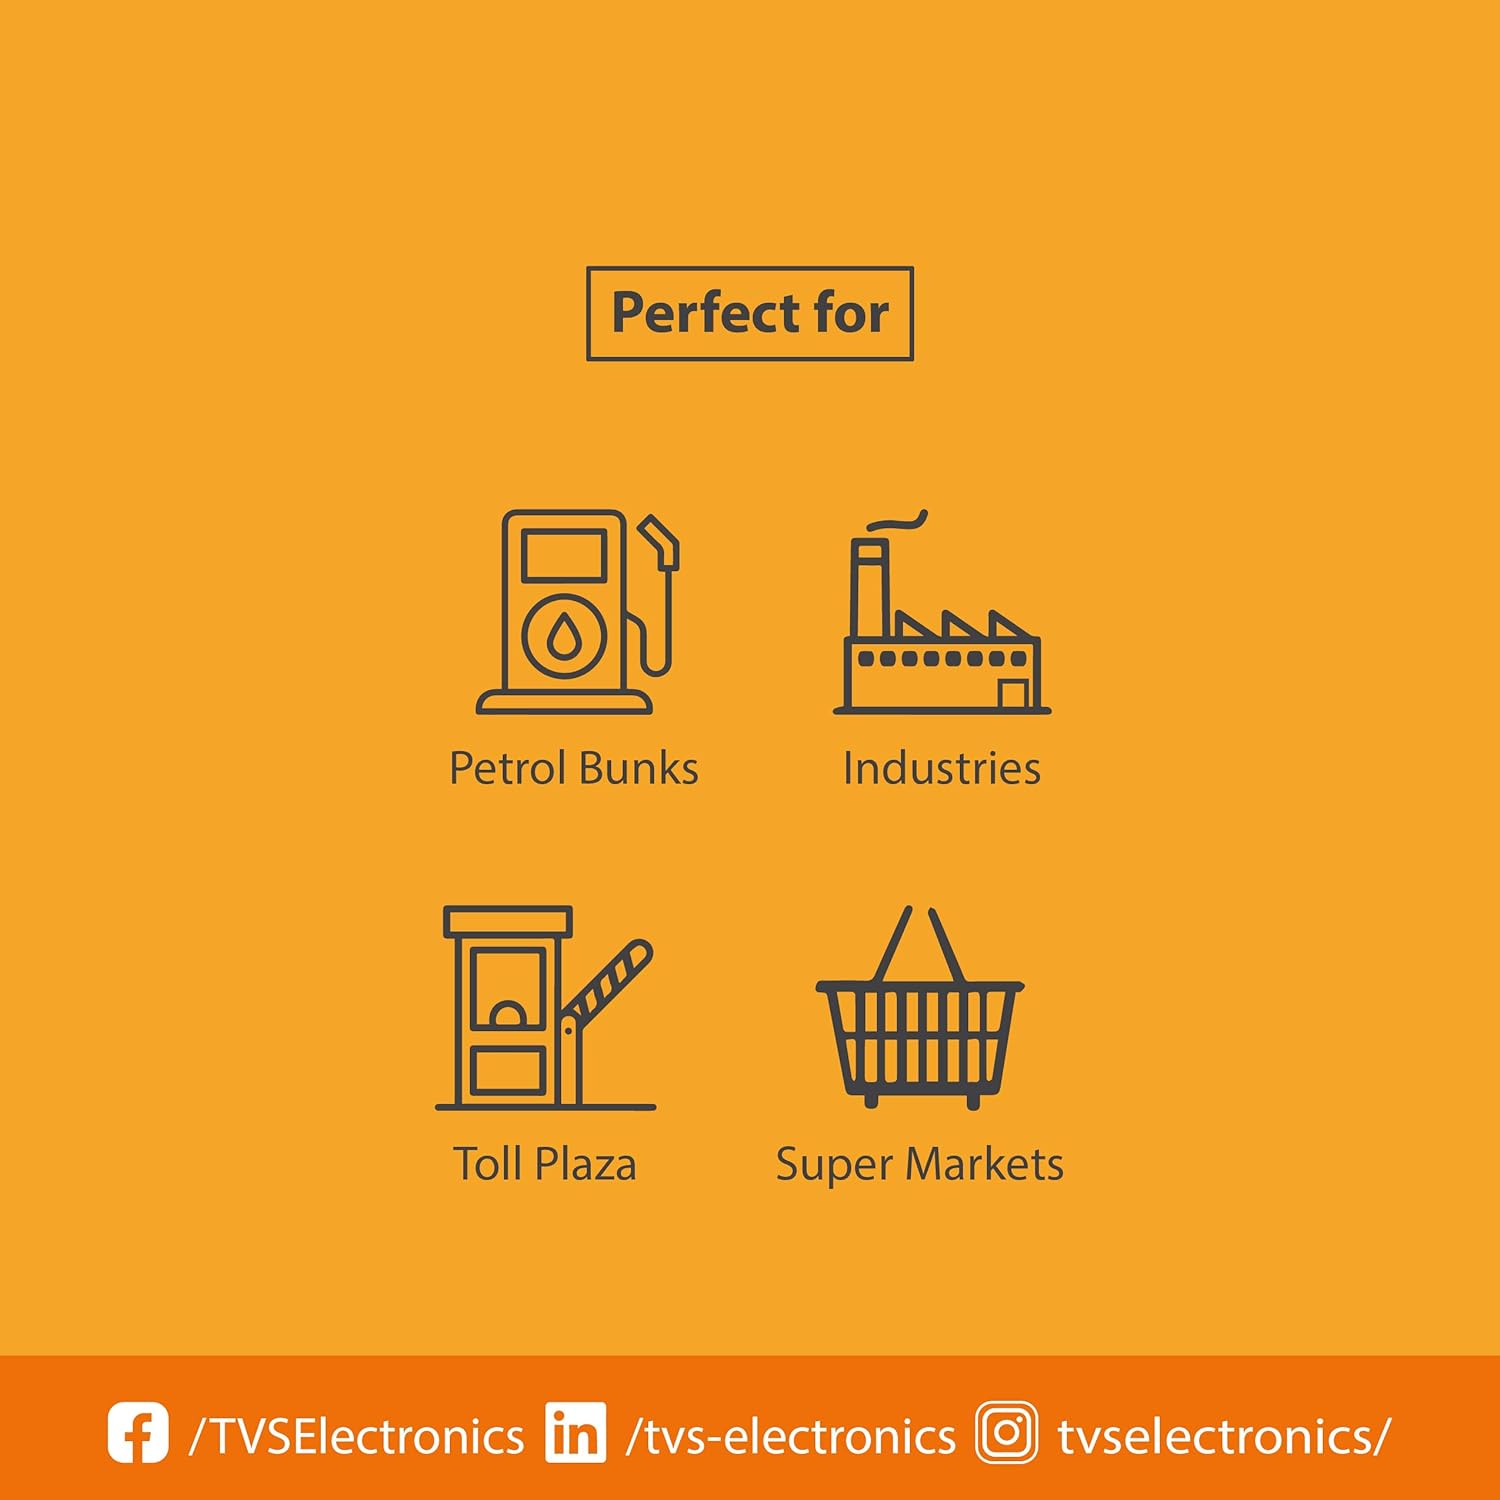 Perfect for
Petrol Bunks
Industries
Toll Plaza
Super Markets
/TVSElectronics
/tvs-electronics
tvselectronics/